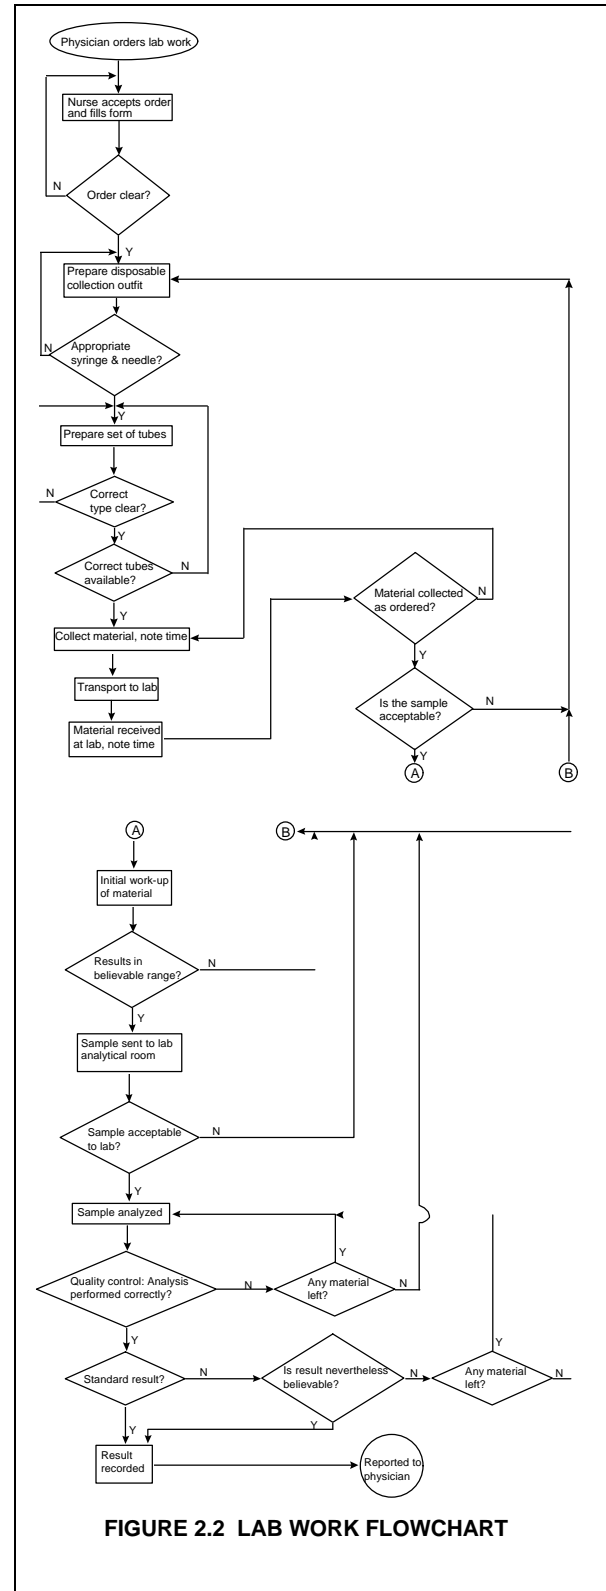 Physician orders lab work
Nurse accepts order
and fills form
N
Order clear?
Y
Prepare disposable
collection outfit
N
Appropriate
syringe & needle?
Y
Prepare set of tubes
N
Correct
type clear?
Y
Correct tubes
available?
N
Y
Collect material, note time
Transport to lab
Material received
at lab, note time
Material collected
as ordered?
N
Y
Is the sample
acceptable?
N
Y
A
B
A
B
Initial work-up
of material
Results in
believable range?
N
Y
Sample sent to lab
analytical room
Sample acceptable
to lab?
N
Y
Sample analyzed
Quality control: Analysis
performed correctly?
N
Y
Any material
left?
N
Y
Standard result?
N
Is result nevertheless
believable?
N
Y
Any material
left?
N
Y
Y
Result
recorded
Reported to
physician
FIGURE 2.2 LAB WORK FLOWCHART